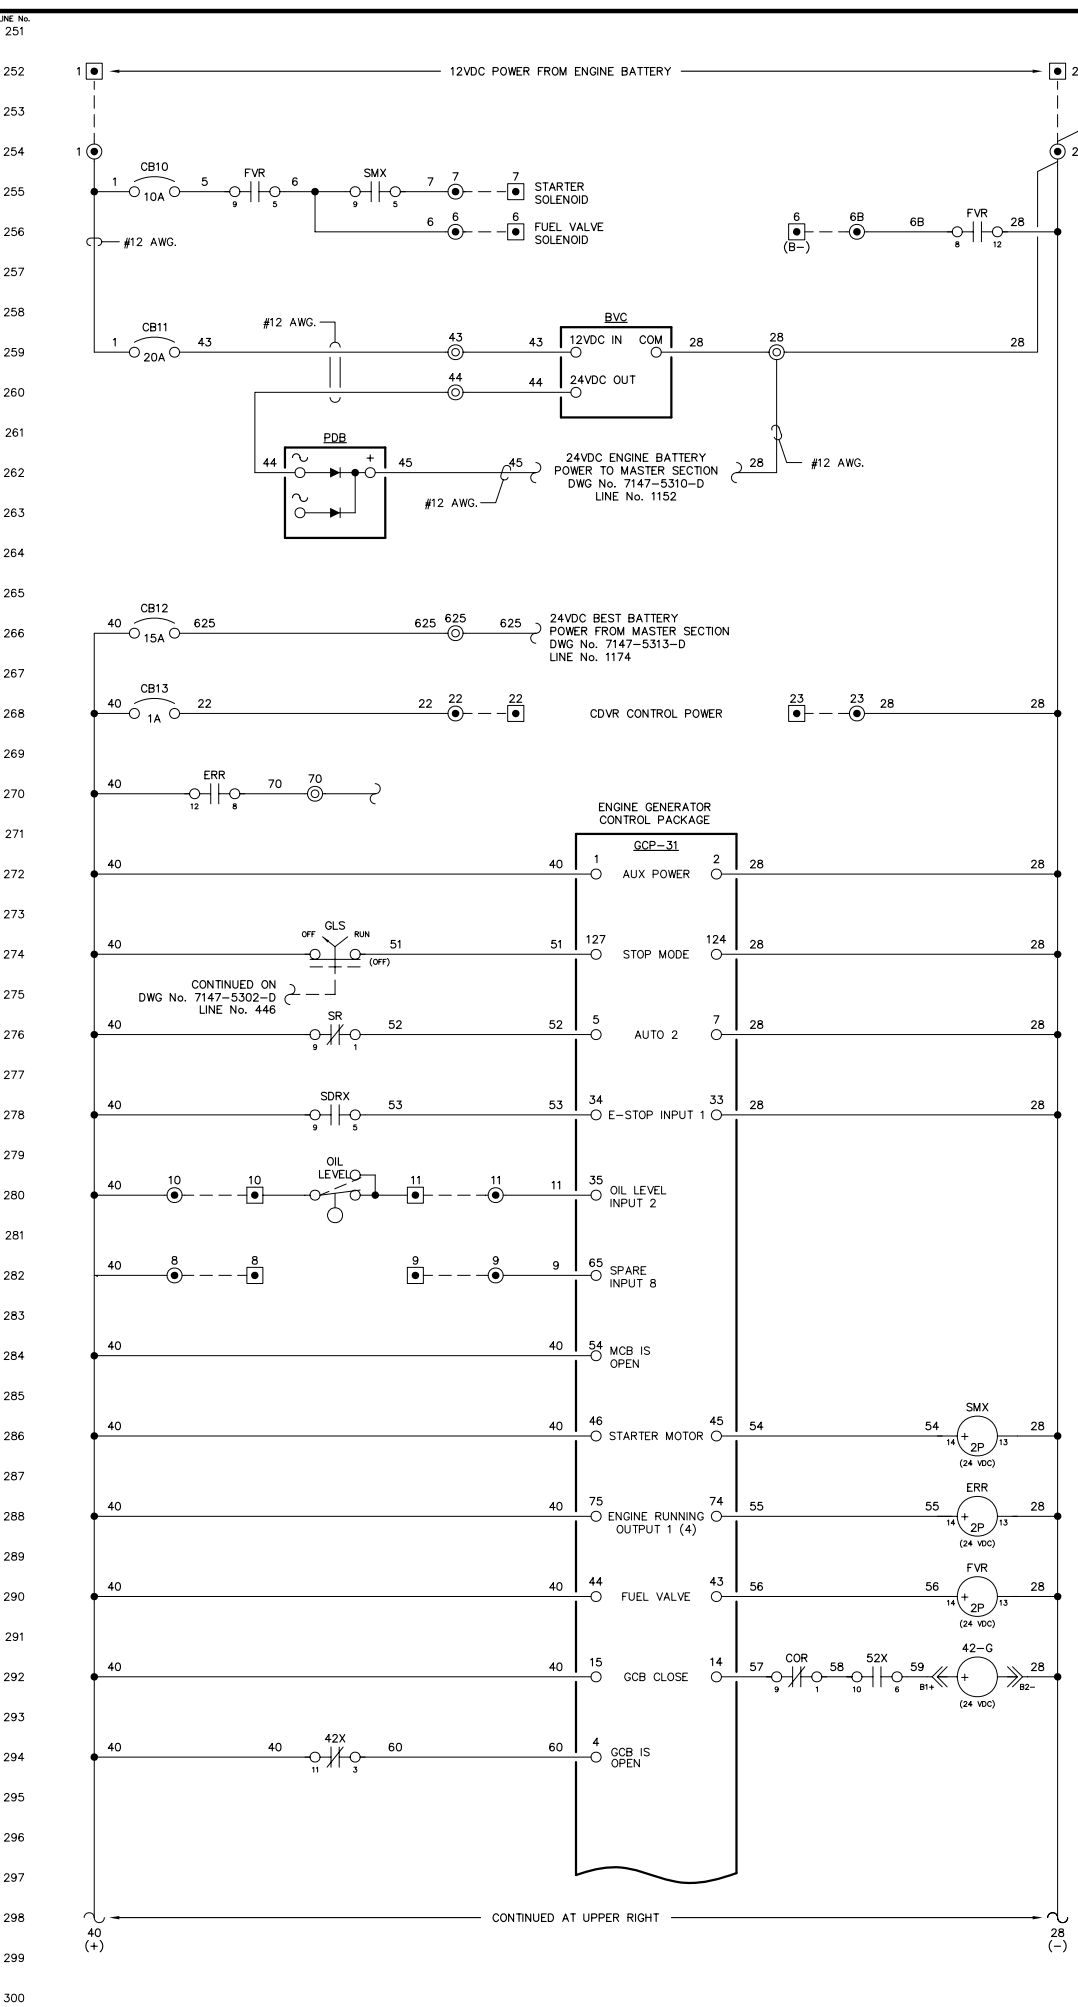 LINE No.
251
252
1
12VDC POWER FROM ENGINE BATTERY
2
253
254
1
2
255
1
CB10
10A
5
FVR
9
5
6
SMX
9
5
7
7
7
STARTER
SOLENOID
256
#12 AWG.
6
6
6
FUEL VALVE
SOLENOID
6
(B-)
6B
6B
FVR
8
12
28
257
258
#12 AWG.
BVC
259
1
CB11
20A
43
43
43
12VDC IN
COM
28
28
28
260
44
44
24VDC OUT
261
PDB
262
44
+
45
45
24VDC ENGINE BATTERY
POWER TO MASTER SECTION
DWG No. 7147-5310-D
LINE No. 1152
28
#12 AWG.
263
#12 AWG.
264
265
266
40
CB12
15A
625
625
625
625
24VDC BEST BATTERY
POWER FROM MASTER SECTION
DWG No. 7147-5313-D
LINE No. 1174
267
268
40
CB13
1A
22
22
22
22
CDVR CONTROL POWER
23
23
28
28
269
270
40
ERR
12
8
70
70
271
ENGINE GENERATOR
CONTROL PACKAGE
GCP-31
272
40
40
1
AUX POWER
2
28
28
273
274
40
OFF
GLS
RUN
(OFF)
51
51
127
STOP MODE
124
28
28
275
CONTINUED ON
DWG No. 7147-5302-D
LINE No. 446
276
40
SR
9
1
52
52
5
AUTO 2
7
28
28
277
278
40
SDRX
9
5
53
53
34
E-STOP INPUT 1
33
28
28
279
280
40
10
10
OIL
LEVEL
11
11
11
35
OIL LEVEL
INPUT 2
281
282
40
8
8
9
9
9
65
SPARE
INPUT 8
283
284
40
40
54
MCB IS
OPEN
285
286
40
40
46
STARTER MOTOR
45
54
54
SMX
14
+
2P
13
(24 VDC)
28
287
288
40
40
75
ENGINE RUNNING
OUTPUT 1 (4)
74
55
55
ERR
14
+
2P
13
(24 VDC)
28
289
290
40
40
44
FUEL VALVE
43
56
56
FVR
14
+
2P
13
(24 VDC)
28
291
292
40
40
15
GCB CLOSE
14
57
COR
9
1
58
52X
10
6
59
B1+
42-G
+
(24 VDC)
B2-
28
293
294
40
40
42X
11
3
60
60
4
GCB IS
OPEN
295
296
297
298
CONTINUED AT UPPER RIGHT
40
(+)
28
(-)
299
300